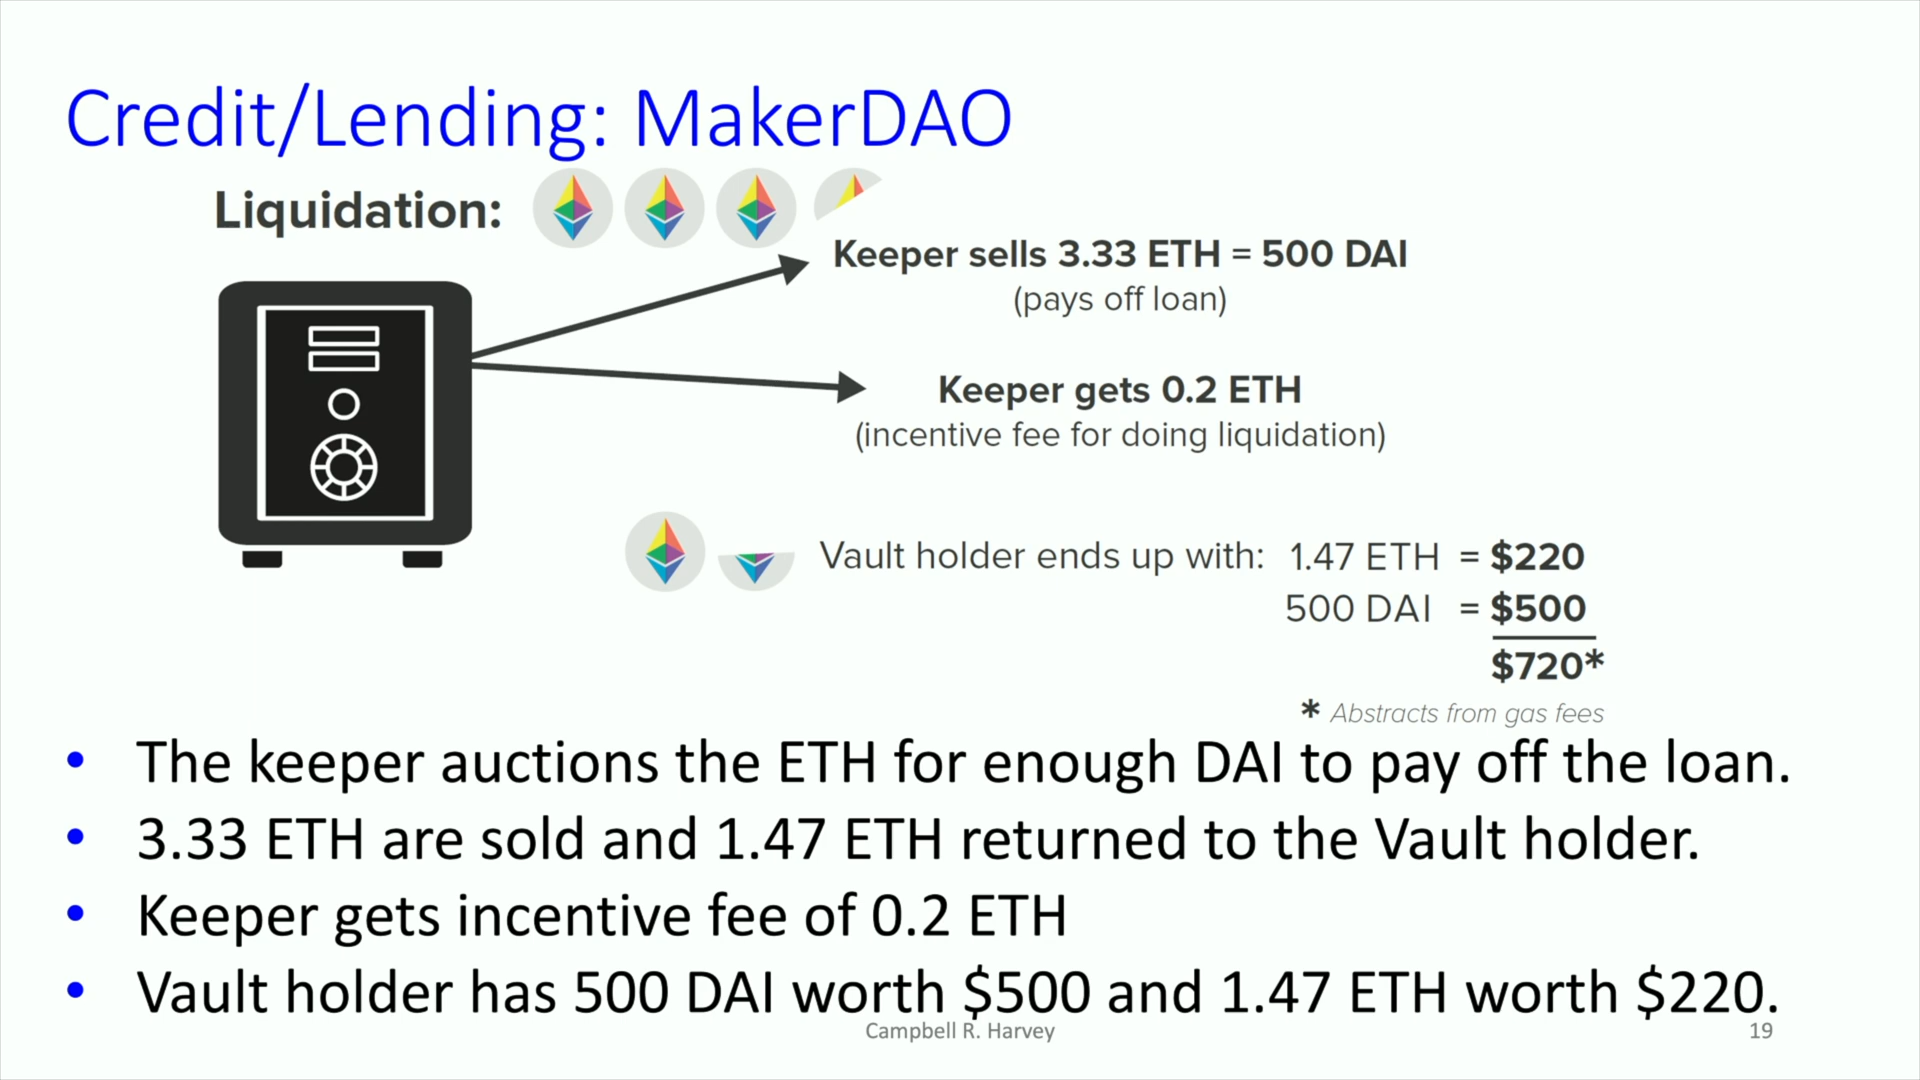 Credit/Lending: MakerDAO
Liquidation:
Keeper sells 3.33 ETH = 500 DAI
(pays off loan)
Keeper gets 0.2 ETH
(incentive fee for doing liquidation)
Vault holder ends up with: 1.47 ETH = $220
500 DAI = $500
$720*
* Abstracts from gas fees
• The keeper auctions the ETH for enough DAI to pay off the loan.
• 3.33 ETH are sold and 1.47 ETH returned to the Vault holder.
• Keeper gets incentive fee of 0.2 ETH
• Vault holder has 500 DAI worth $500 and 1.47 ETH worth $220.
Campbell R. Harvey 19